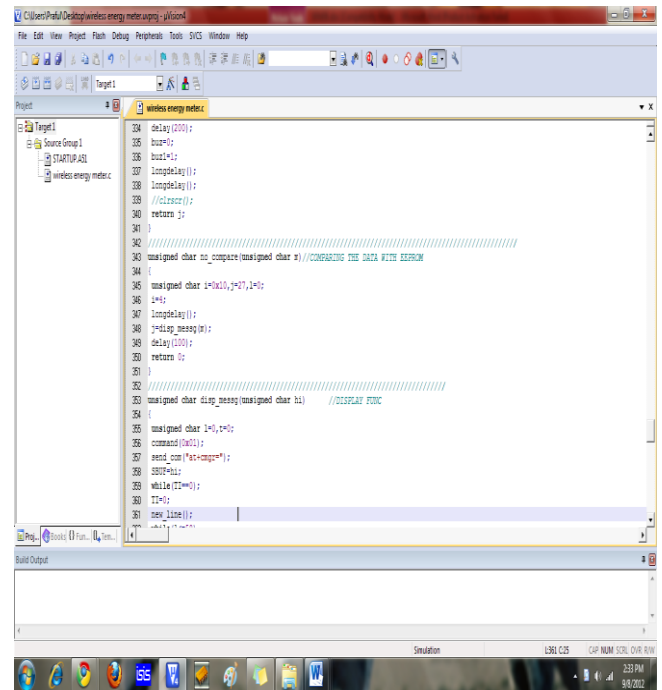 C:\Users\Praful\Desktop\wireless energy meter.uvproj - µVision4
File Edit View Project Flash Debug Peripherals Tools SVCS Window Help
Target 1
Project
wireless energy meter.c
Target 1
Source Group 1
STARTUP.A51
wireless energy meter.c
334 delay(200);
335 buz=0;
336 buz1=1;
337 longdelay();
338 longdelay();
339 //clrscr();
340 return j;
341 }
342 //////////////////////////////////////////////////////////////////////////////////////////
343 unsigned char no_compare(unsigned char m)//COMPARING THE DATA WITH EEPROM
344 {
345 unsigned char i=0x10,j=27,l=0;
346 i=6;
347 longdelay();
348 j=disp_messg(m);
349 delay(100);
350 return 0;
351 }
352 ////////////////////////////////////////////////////////////////////////
353 unsigned char disp_messg(unsigned char hi) //DISPLAY FUNC
354 {
355 unsigned char l=0,t=0;
356 command(0x01);
357 send_com("at+cmgr=");
358 SBUF=hi;
359 while(TI==0);
360 TI=0;
361 new_line();
Proj... Books Fun... Tem...
Build Output
Simulation L:361 C:25 CAP NUM SCRL OVR R/W
ISIS
2:33 PM
9/8/2012